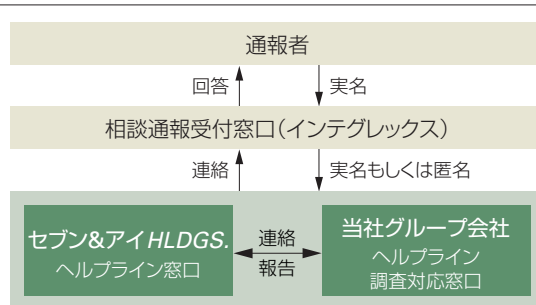 通報者
回答
実名
相談通報受付窓口(インテグレックス)
連絡
実名もしくは匿名
セブン&アイHLDGS.
ヘルプライン窓口
連絡
報告
当社グループ会社
ヘルプライン
調査対応窓口